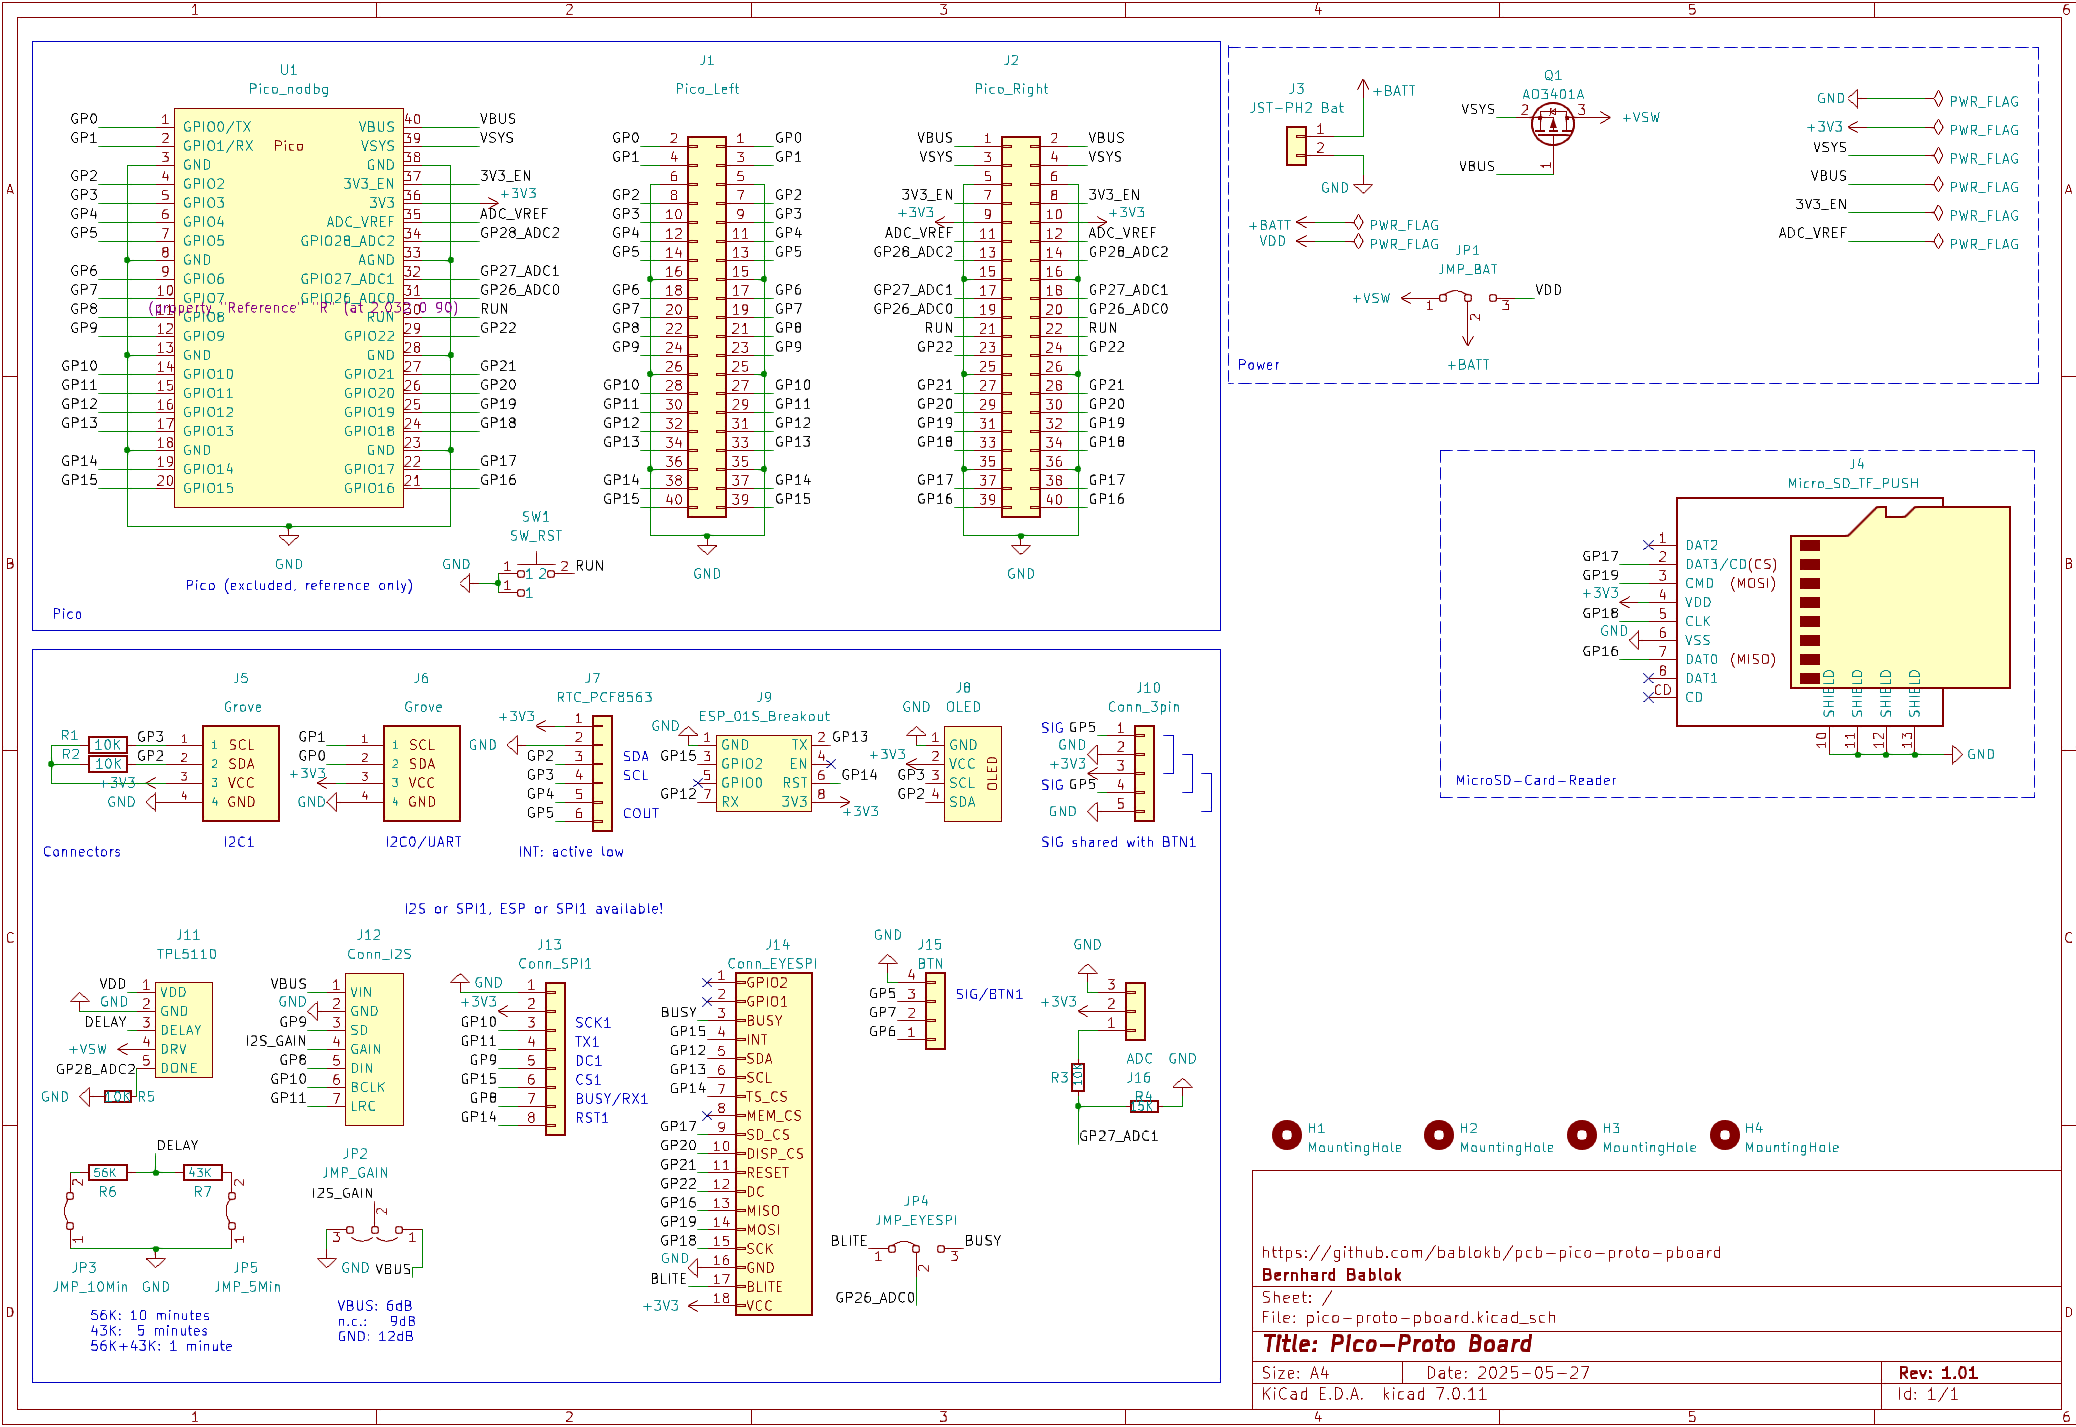 1 2 3 4 5 6
A
B
C
D
U1
Pico_nodbg
Pico
GP0 1 GPIO0/TX VBUS 40 VBUS
GP1 2 GPIO1/RX VSYS 39 VSYS
3 GND GND 38
GP2 4 GPIO2 3V3_EN 37 3V3_EN
GP3 5 GPIO3 3V3 36 +3V3
GP4 6 GPIO4 ADC_VREF 35 ADC_VREF
GP5 7 GPIO5 GPIO28_ADC2 34 GP28_ADC2
8 GND AGND 33
GP6 9 GPIO6 GPIO27_ADC1 32 GP27_ADC1
GP7 10 GPIO7 GPIO26_ADC0 31 GP26_ADC0
(property "Reference" "R" (at 2.032 0 90)
GP8 11 GPIO8 RUN 30 RUN
GP9 12 GPIO9 GPIO22 29 GP22
13 GND GND 28
GP10 14 GPIO10 GPIO21 27 GP21
GP11 15 GPIO11 GPIO20 26 GP20
GP12 16 GPIO12 GPIO19 25 GP19
GP13 17 GPIO13 GPIO18 24 GP18
18 GND GND 23
GP14 19 GPIO14 GPIO17 22 GP17
GP15 20 GPIO15 GPIO16 21 GP16
GND
Pico (excluded, reference only)
Pico
SW1
SW_RST
GND 1 1 2 2 RUN
1 1
J1
Pico_Left
GP0 2 1 GP0
GP1 4 3 GP1
6 5
GP2 8 7 GP2
GP3 10 9 GP3
GP4 12 11 GP4
GP5 14 13 GP5
16 15
GP6 18 17 GP6
GP7 20 19 GP7
GP8 22 21 GP8
GP9 24 23 GP9
26 25
GP10 28 27 GP10
GP11 30 29 GP11
GP12 32 31 GP12
GP13 34 33 GP13
36 35
GP14 38 37 GP14
GP15 40 39 GP15
GND
J2
Pico_Right
VBUS 1 2 VBUS
VSYS 3 4 VSYS
5 6
3V3_EN 7 8 3V3_EN
+3V3 9 10 +3V3
ADC_VREF 11 12 ADC_VREF
GP28_ADC2 13 14 GP28_ADC2
15 16
GP27_ADC1 17 18 GP27_ADC1
GP26_ADC0 19 20 GP26_ADC0
RUN 21 22 RUN
GP22 23 24 GP22
25 26
GP21 27 28 GP21
GP20 29 30 GP20
GP19 31 32 GP19
GP18 33 34 GP18
35 36
GP17 37 38 GP17
GP16 39 40 GP16
GND
J3
JST-PH2 Bat
1 +BATT
2 GND
+BATT PWR_FLAG
VDD PWR_FLAG
Q1
AO3401A
VSYS 2 3 +VSW
VBUS 1
JP1
JMP_BAT
+VSW 1 2 3 VDD
+BATT
GND PWR_FLAG
+3V3 PWR_FLAG
VSYS PWR_FLAG
VBUS PWR_FLAG
3V3_EN PWR_FLAG
ADC_VREF PWR_FLAG
Power
J4
Micro_SD_TF_PUSH
1 DAT2
GP17 2 DAT3/CD(CS)
GP19 3 CMD (MOSI)
+3V3 4 VDD
GP18 5 CLK
GND 6 VSS
GP16 7 DAT0 (MISO)
8 DAT1
CD CD
SHIELD SHIELD SHIELD SHIELD
10 11 12 13 GND
MicroSD-Card-Reader
J5
Grove
R1 10K GP3 1 1 SCL
R2 10K GP2 2 2 SDA
+3V3 3 3 VCC
GND 4 4 GND
I2C1
Connectors
J6
Grove
GP1 1 1 SCL
GP0 2 2 SDA
+3V3 3 3 VCC
GND 4 4 GND
I2C0/UART
J7
RTC_PCF8563
+3V3 1
GND 2
GP2 3 SDA
GP3 4 SCL
GP4 5
GP5 6 COUT
INT: active low
J9
ESP_01S_Breakout
GND 1 GND TX 2 GP13
GP15 3 GPIO2 EN 4
5 GPIO0 RST 6 GP14
GP12 7 RX 3V3 8 +3V3
J8
OLED
GND 1 GND
+3V3 2 VCC
GP3 3 SCL
GP2 4 SDA
OLED
J10
Conn_3pin
SIG GP5 1
GND 2
+3V3 3
SIG GP5 4
GND 5
SIG shared with BTN1
I2S or SPI1, ESP or SPI1 available!
J11
TPL5110
VDD 1 VDD
GND 2 GND
DELAY 3 DELAY
+VSW 4 DRV
GP28_ADC2 5 DONE
GND 10K R5
DELAY
56K 43K
R6 R7
2 2
1 1
JP3 JP5
JMP_10Min GND JMP_5Min
56K: 10 minutes
43K: 5 minutes
56K+43K: 1 minute
J12
Conn_I2S
VBUS 1 VIN
GND 2 GND
GP9 3 SD
I2S_GAIN 4 GAIN
GP8 5 DIN
GP10 6 BCLK
GP11 7 LRC
JP2
JMP_GAIN
I2S_GAIN
3 2 1
GND VBUS
VBUS: 6dB
n.c.: 9dB
GND: 12dB
J13
Conn_SPI1
GND 1
+3V3 2
GP10 3 SCK1
GP11 4 TX1
GP9 5 DC1
GP15 6 CS1
GP8 7 BUSY/RX1
GP14 8 RST1
J14
Conn_EYESPI
1 GPIO2
2 GPIO1
BUSY 3 BUSY
GP15 4 INT
GP12 5 SDA
GP13 6 SCL
GP14 7 TS_CS
8 MEM_CS
GP17 9 SD_CS
GP20 10 DISP_CS
GP21 11 RESET
GP22 12 DC
GP16 13 MISO
GP19 14 MOSI
GP18 15 SCK
GND 16 GND
BLITE 17 BLITE
+3V3 18 VCC
GND J15
BTN
4
GP5 3 SIG/BTN1
GP7 2
GP6 1
GND
3
+3V3 2
1
ADC GND
R3 10K J16
R4
15K
GP27_ADC1
JP4
JMP_EYESPI
BLITE 1 2 3 BUSY
GP26_ADC0
H1
MountingHole
H2
MountingHole
H3
MountingHole
H4
MountingHole
https://github.com/bablokb/pcb-pico-proto-pboard
Bernhard Bablok
Sheet: /
File: pico-proto-pboard.kicad_sch
Title: Pico-Proto Board
Size: A4 Date: 2025-05-27 Rev: 1.01
KiCad E.D.A. kicad 7.0.11 Id: 1/1
A
B
C
D
1 2 3 4 5 6